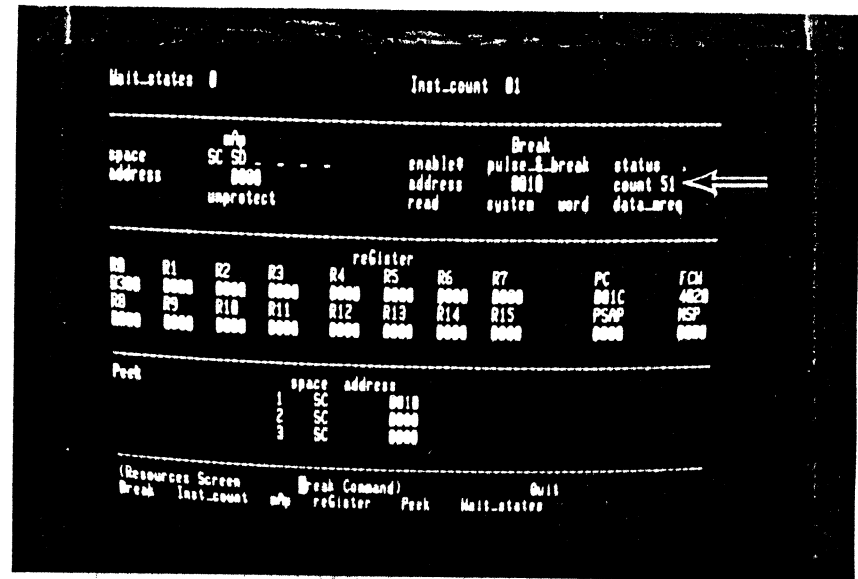 Wait_states 0 Inst_count 01
mAp Break
space SC SD _ _ _ _ enable# pulse_&_break status .
address 0000 address 0010 count 51
unprotect read system word data_mreq
reGister
R0 R1 R2 R3 R4 R5 R6 R7 PC FCW
0300 0000 0000 0000 0000 0000 0000 0000 001C 4020
R8 R9 R10 R11 R12 R13 R14 R15 PSAP NSP
0000 0000 0000 0000 0000 0000 0000 0000 0000 0000
Peek
space address
1 SC 0010
2 SC 0000
3 SC 0000
(Resources Screen Break Command) Quit
Break Inst_count mAp reGister Peek Wait_states